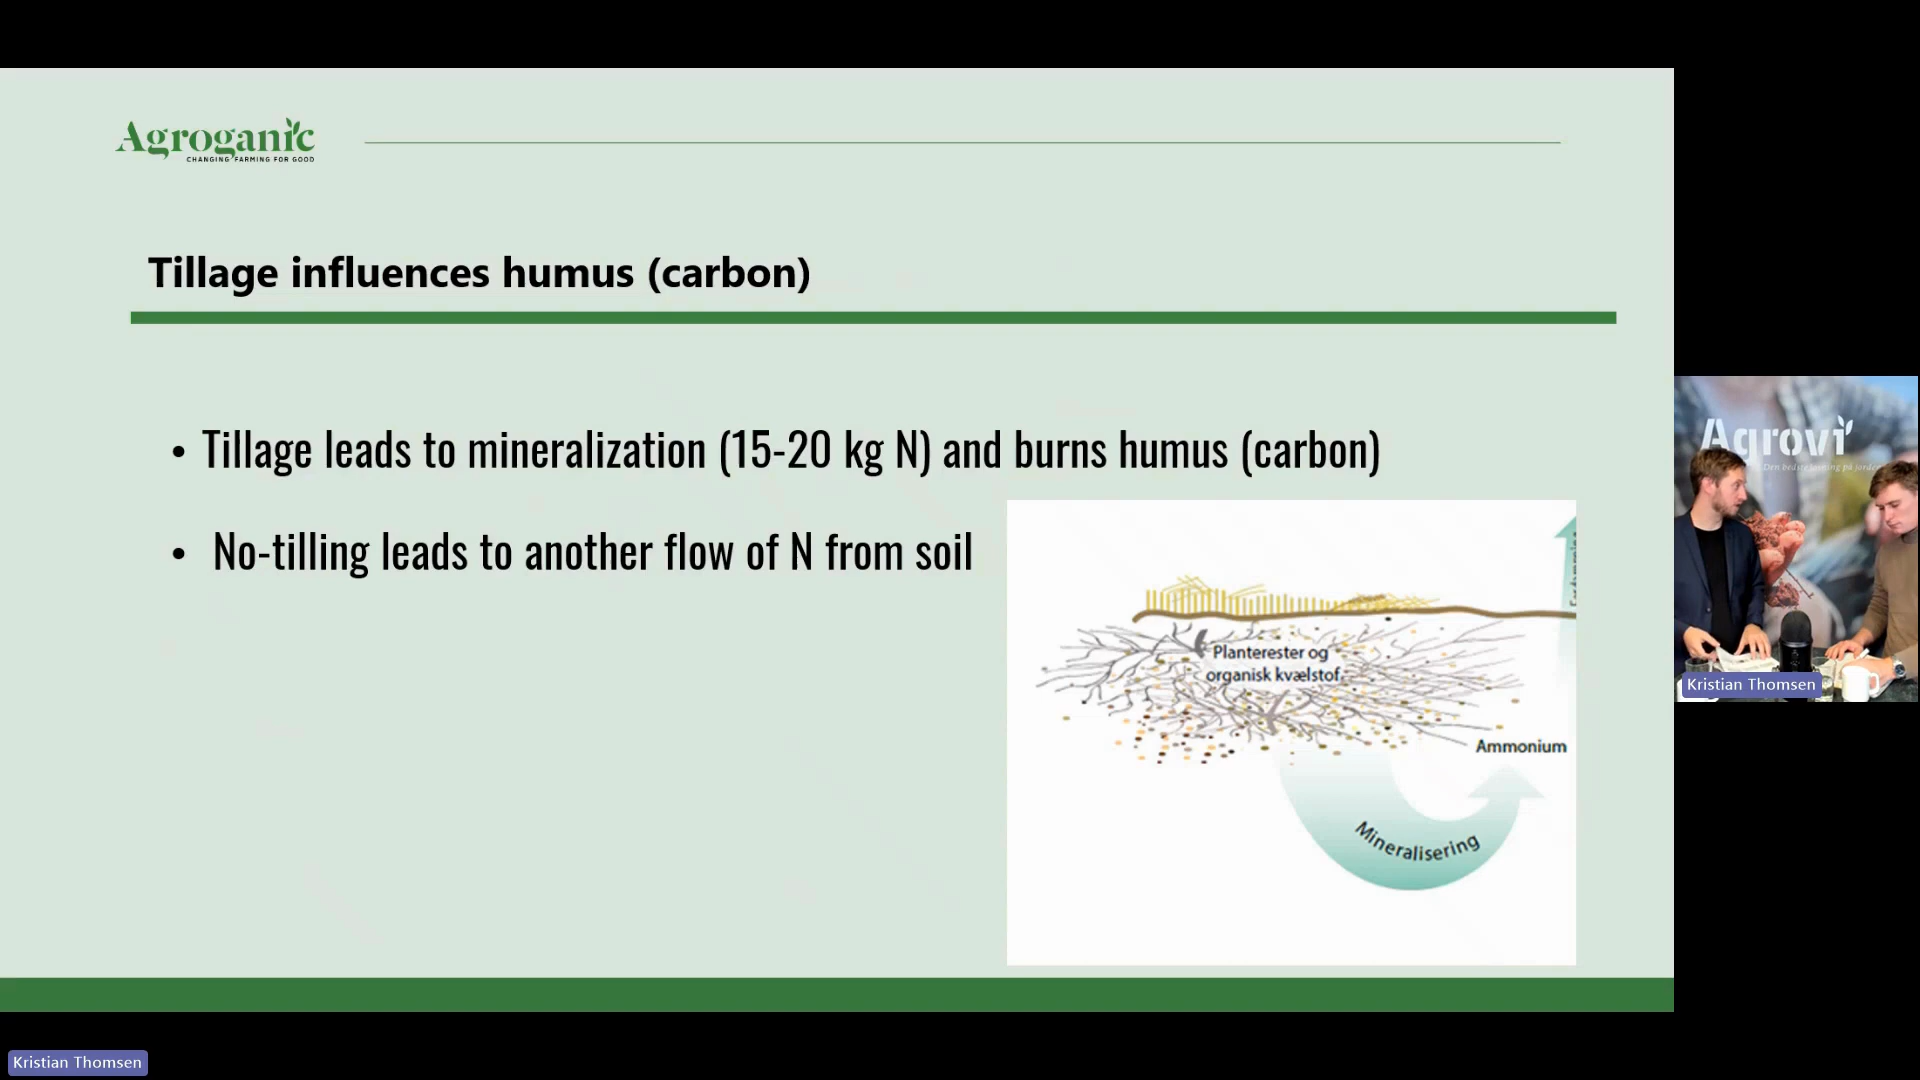 Agroganic
CHANGING FARMING FOR GOOD
Tillage influences humus (carbon)
• Tillage leads to mineralization (15-20 kg N) and burns humus (carbon)
• No-tilling leads to another flow of N from soil
Planterester og
organisk kvælstof
Ammonium
Mineralisering
Agrovi
Kristian Thomsen
Kristian Thomsen